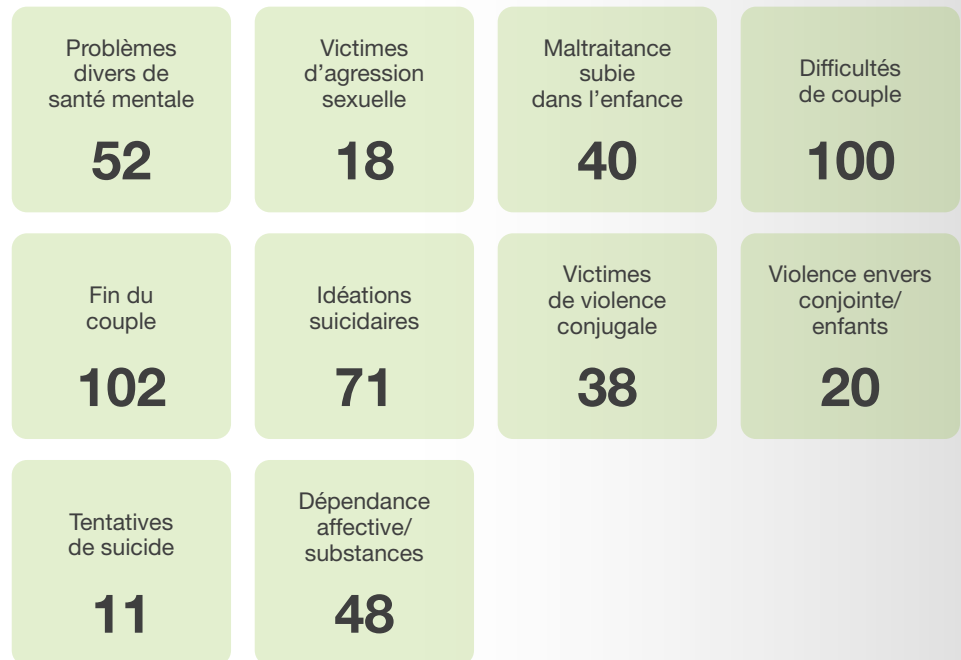 Problèmes
divers de
santé mentale
52
Victimes
d'agression
sexuelle
18
Maltraitance
subie
dans l'enfance
40
Difficultés
de couple
100
Fin du
couple
102
Idéations
suicidaires
71
Victimes
de violence
conjugale
38
Violence envers
conjointe/
enfants
20
Tentatives
de suicide
11
Dépendance
affective/
substances
48